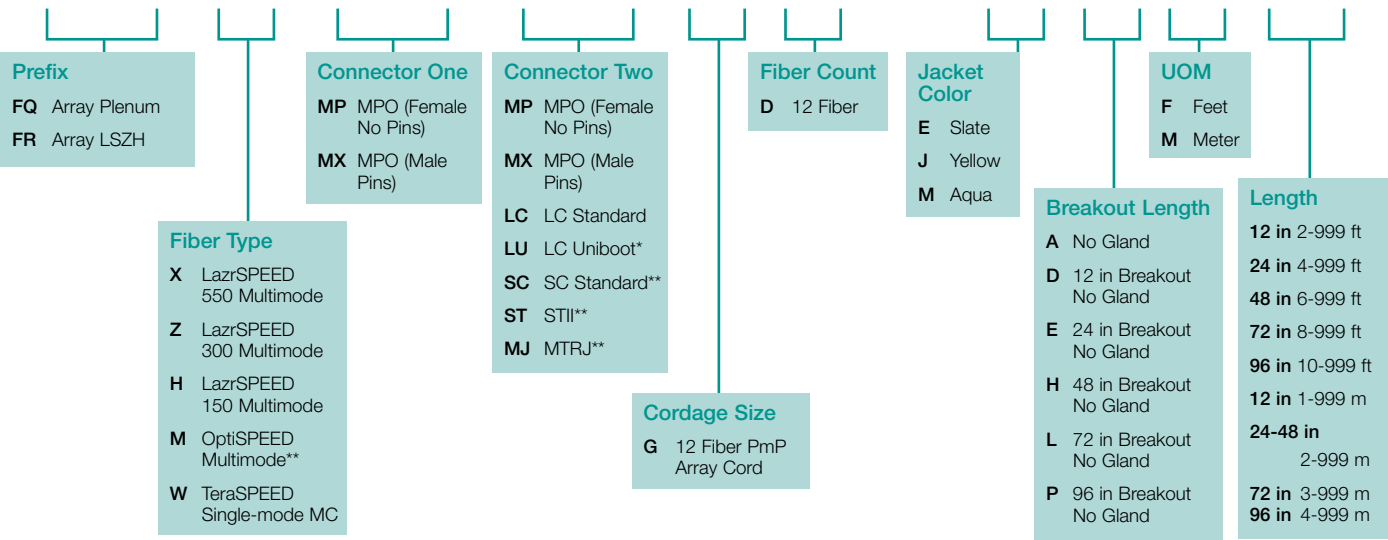 Prefix
FQ Array Plenum
FR Array LSZH
Fiber Type
X LazrSPEED
550 Multimode
Z LazrSPEED
300 Multimode
H LazrSPEED
150 Multimode
M OptiSPEED
Multimode**
W TeraSPEED
Single-mode MC
Connector One
MP MPO (Female
No Pins)
MX MPO (Male
Pins)
Connector Two
MP MPO (Female
No Pins)
MX MPO (Male
Pins)
LC LC Standard
LU LC Uniboot*
SC SC Standard**
ST STII**
MJ MTRJ**
Cordage Size
G 12 Fiber PmP
Array Cord
Fiber Count
D 12 Fiber
Jacket
Color
E Slate
J Yellow
M Aqua
Breakout Length
A No Gland
D 12 in Breakout
No Gland
E 24 in Breakout
No Gland
H 48 in Breakout
No Gland
L 72 in Breakout
No Gland
P 96 in Breakout
No Gland
UOM
F Feet
M Meter
Length
12 in 2-999 ft
24 in 4-999 ft
48 in 6-999 ft
72 in 8-999 ft
96 in 10-999 ft
12 in 1-999 m
24-48 in
2-999 m
72 in 3-999 m
96 in 4-999 m